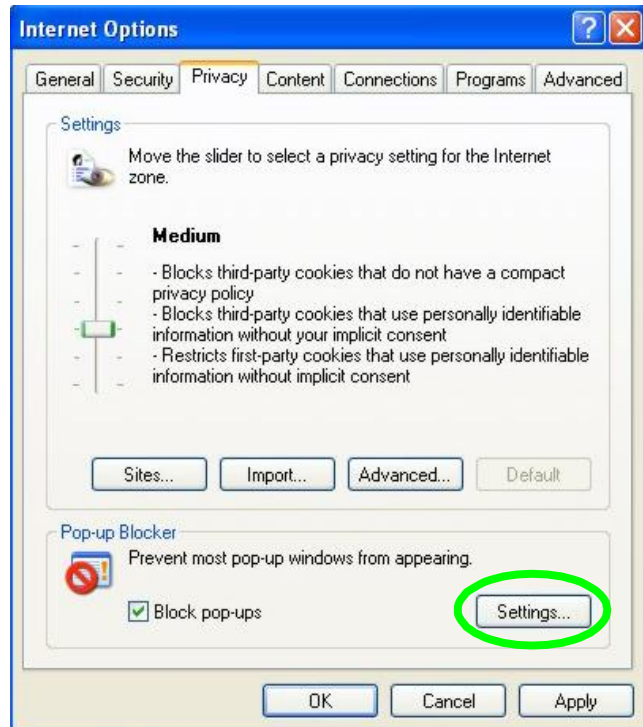 Internet Options
General Security Privacy Content Connections Programs Advanced
Settings
Move the slider to select a privacy setting for the Internet
zone.
Medium
- Blocks third-party cookies that do not have a compact
privacy policy
- Blocks third-party cookies that use personally identifiable
information without your implicit consent
- Restricts first-party cookies that use personally identifiable
information without implicit consent
Sites... Import... Advanced... Default
Pop-up Blocker
Prevent most pop-up windows from appearing.
Block pop-ups Settings...
OK Cancel Apply